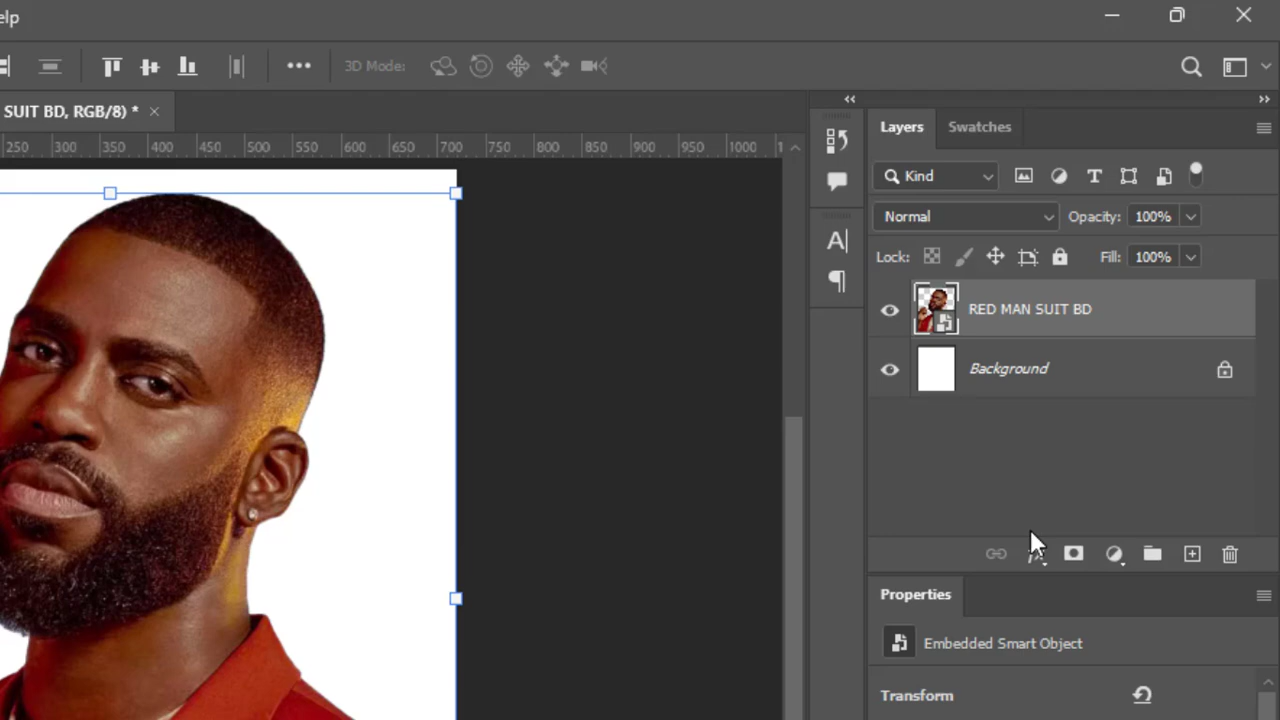 elp
3D Mode:
SUIT BD, RGB/8) *
250 300 350 400 450 500 550 600 650 700 750 800 850 900 950 1000 1
Layers Swatches
Kind
Normal Opacity: 100%
Lock: Fill: 100%
RED MAN SUIT BD
Background
fx
Properties
Embedded Smart Object
Transform